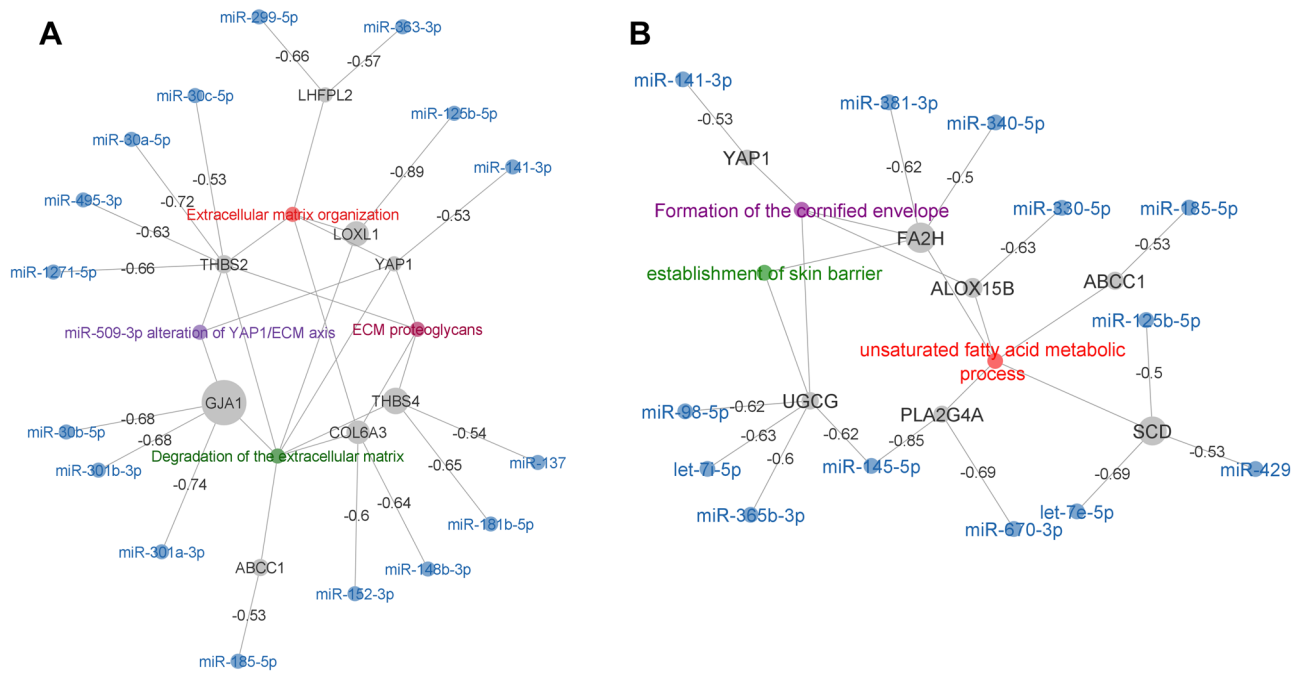 A
miR-299-5p
miR-363-3p
-0.66
-0.57
LHFPL2
miR-30c-5p
miR-125b-5p
miR-30a-5p
miR-141-3p
-0.89
-0.53
-0.72
miR-495-3p
Extracellular matrix organization
-0.53
-0.63
LOXL1
THBS2
YAP1
-0.66
miR-1271-5p
miR-509-3p alteration of YAP1/ECM axis
ECM proteoglycans
GJA1
THBS4
-0.68
miR-30b-5p
COL6A3
-0.54
-0.68
Degradation of the extracellular matrix
miR-137
miR-301b-3p
-0.65
-0.74
-0.64
-0.6
miR-181b-5p
miR-301a-3p
ABCC1
miR-148b-3p
miR-152-3p
-0.53
miR-185-5p
B
miR-141-3p
miR-381-3p
-0.53
miR-340-5p
YAP1
-0.62
-0.5
Formation of the cornified envelope
miR-330-5p
miR-185-5p
FA2H
-0.63
-0.53
establishment of skin barrier
ALOX15B
ABCC1
miR-125b-5p
unsaturated fatty acid metabolic
process
-0.5
UGCG
miR-98-5p
-0.62
PLA2G4A
SCD
-0.63
-0.62
-0.85
-0.53
-0.6
let-7i-5p
miR-145-5p
-0.69
-0.69
miR-429
miR-365b-3p
let-7e-5p
miR-670-3p